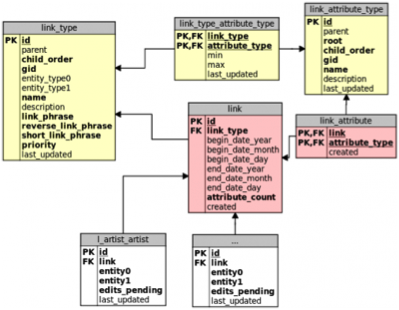 link_type
PK id
parent
child_order
gid
entity_type0
entity_type1
name
description
link_phrase
reverse_link_phrase
short_link_phrase
priority
last_updated
link_type_attribute_type
PK,FK link_type
PK,FK attribute_type
min
max
last_updated
link_attribute_type
PK id
parent
root
child_order
gid
name
description
last_updated
link
PK id
FK link_type
begin_date_year
begin_date_month
begin_date_day
end_date_year
end_date_month
end_date_day
attribute_count
created
link_attribute
PK,FK link
PK,FK attribute_type
created
l_artist_artist
PK id
FK link
entity0
entity1
edits_pending
last_updated
...
PK id
FK link
entity0
entity1
edits_pending
last_updated